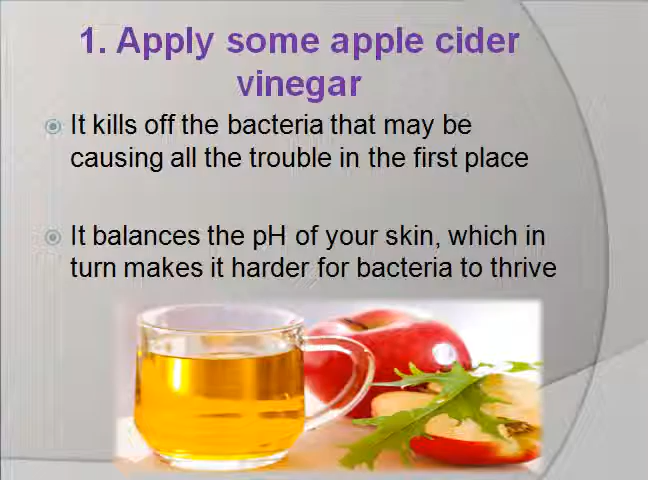 1. Apply some apple cider
vinegar
It kills off the bacteria that may be
causing all the trouble in the first place
It balances the pH of your skin, which in
turn makes it harder for bacteria to thrive